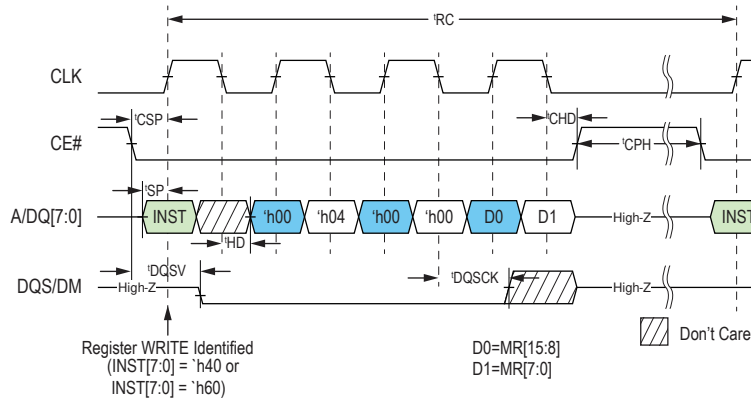 tRC
CLK
tCSP
tCHD
CE#
tCPH
tSP
A/DQ[7:0]
INST
'h00
'h04
'h00
'h00
D0
D1
High-Z
INST
tHD
tDQSV
tDQSCK
DQS/DM
High-Z
High-Z
Don't Care
Register WRITE Identified
(INST[7:0] = `h40 or
INST[7:0] = `h60)
D0=MR[15:8]
D1=MR[7:0]